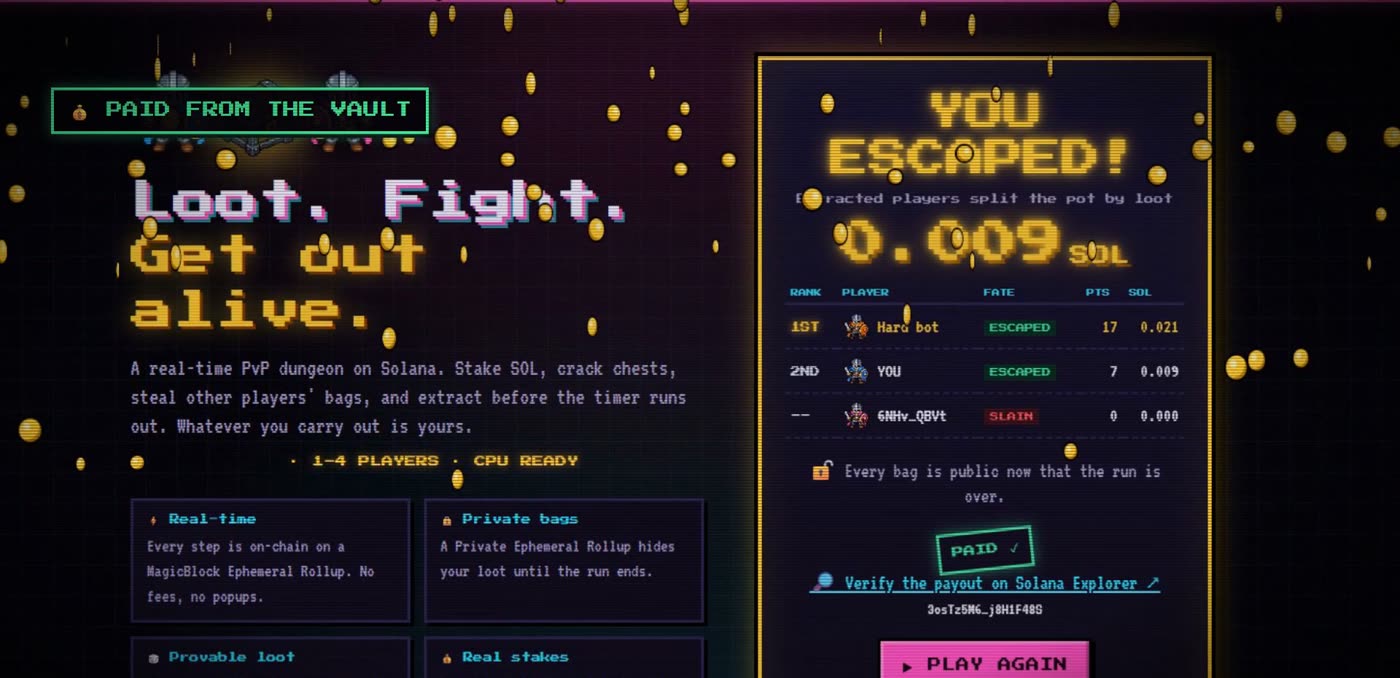 PAID FROM THE VAULT
Loot. Fight.
Get out
alive.
A real-time PvP dungeon on Solana. Stake SOL, crack chests,
steal other players' bags, and extract before the timer runs
out. Whatever you carry out is yours.
· 1-4 PLAYERS · CPU READY
Real-time
Every step is on-chain on a
MagicBlock Ephemeral Rollup. No
fees, no popups.
Private bags
A Private Ephemeral Rollup hides
your loot until the run ends.
Provable loot
Real stakes
YOU
ESCAPED!
Extracted players split the pot by loot
0.009 SOL
RANK PLAYER FATE PTS SOL
1ST Hard bot ESCAPED 17 0.021
2ND YOU ESCAPED 7 0.009
-- 6NHv_QBVt SLAIN 0 0.000
Every bag is public now that the run is
over.
PAID ✓
Verify the payout on Solana Explorer ↗
3osTz5M6_j8H1F48S
▶ PLAY AGAIN